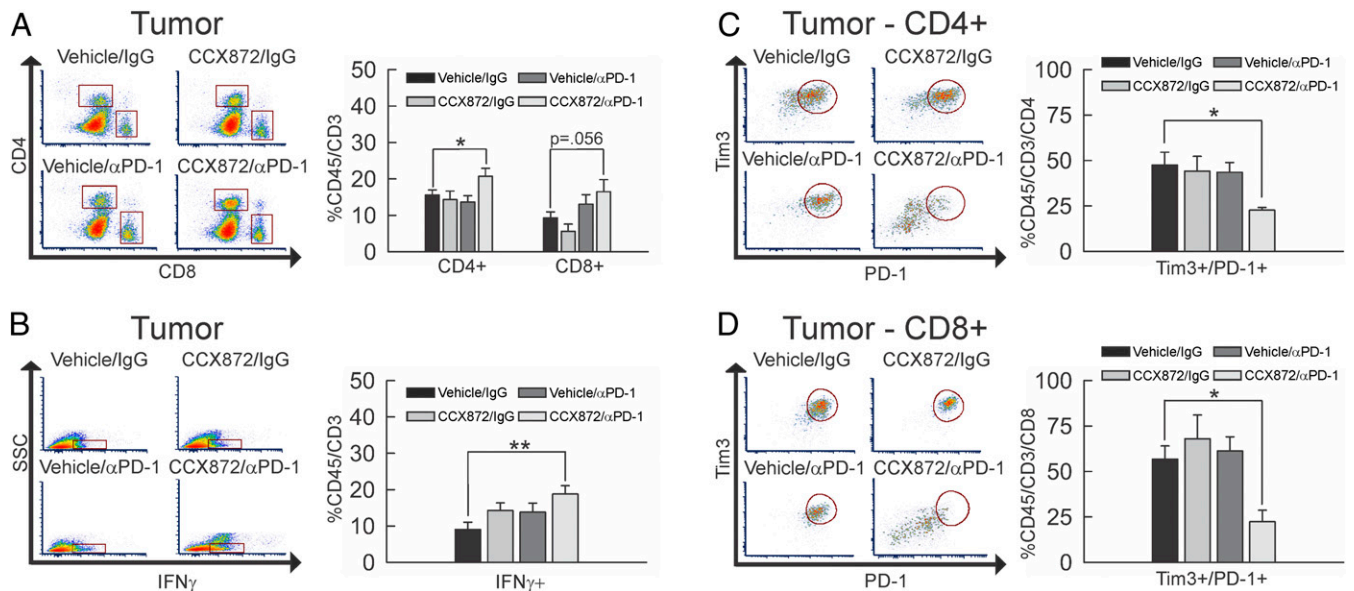 A
Tumor
Vehicle/IgG
CCX872/IgG
Vehicle/αPD-1
CCX872/αPD-1
CD4
CD8
%CD45/CD3
50
40
30
20
10
0
Vehicle/IgG
Vehicle/αPD-1
CCX872/IgG
CCX872/αPD-1
*
p=.056
CD4+
CD8+
B
Tumor
Vehicle/IgG
CCX872/IgG
Vehicle/αPD-1
CCX872/αPD-1
SSC
IFNγ
%CD45/CD3
50
40
30
20
10
0
Vehicle/IgG
Vehicle/αPD-1
CCX872/IgG
CCX872/αPD-1
**
IFNγ+
C
Tumor - CD4+
Vehicle/IgG
CCX872/IgG
Vehicle/αPD-1
CCX872/αPD-1
Tim3
PD-1
%CD45/CD3/CD4
100
75
50
25
0
Vehicle/IgG
Vehicle/αPD-1
CCX872/IgG
CCX872/αPD-1
*
Tim3+/PD-1+
D
Tumor - CD8+
Vehicle/IgG
CCX872/IgG
Vehicle/αPD-1
CCX872/αPD-1
Tim3
PD-1
%CD45/CD3/CD8
100
75
50
25
0
Vehicle/IgG
Vehicle/αPD-1
CCX872/IgG
CCX872/αPD-1
*
Tim3+/PD-1+